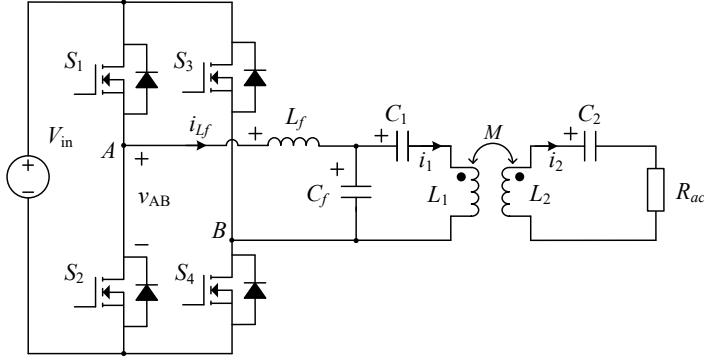 S1
S3
Vin
A
+
iLf
+
Lf
+
C1
i1
M
i2
+
C2
+
−
vAB
+
Cf
L1
L2
Rac
B
−
S2
S4